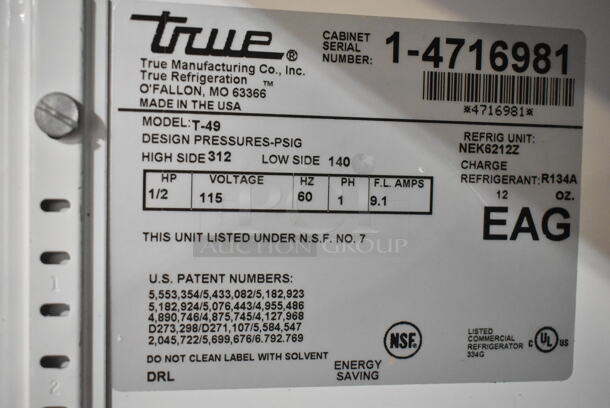 true®
True Manufacturing Co., Inc.
True Refrigeration ™
O'FALLON, MO 63366
MADE IN THE USA
CABINET
SERIAL
NUMBER: 1-4716981
*4716981*
MODEL: T-49
DESIGN PRESSURES-PSIG
HIGH SIDE 312 LOW SIDE 140
REFRIG UNIT:
NEK6212Z
CHARGE
REFRIGERANT: R134A
12 OZ.
HP VOLTAGE HZ PH F.L. AMPS
1/2 115 60 1 9.1
EAG
THIS UNIT LISTED UNDER N.S.F. NO. 7
AUCTION GROUP
U.S. PATENT NUMBERS:
5,553,354/5,433,082/5,182,923
5,182,924/5,076,443/4,955,486
4,890,746/4,875,745/4,127,968
D273,298/D271,107/5,584,547
2,045,722/5,699,676/6.792.769
DO NOT CLEAN LABEL WITH SOLVENT
DRL
ENERGY
SAVING
NSF.
LISTED
COMMERCIAL
REFRIGERATOR
334G
C UL US
1
2